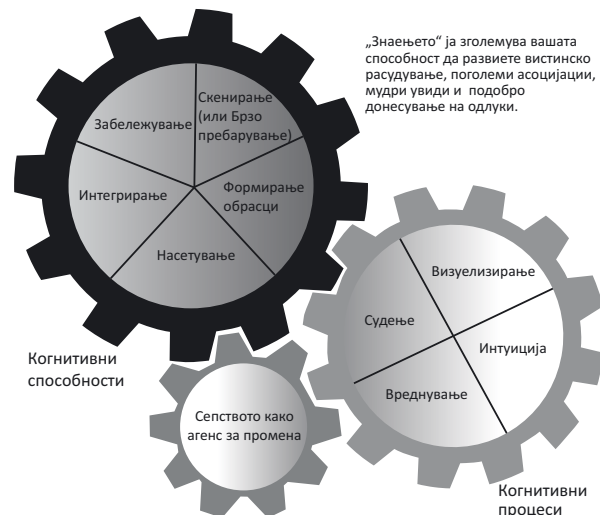 „Знаењето“ ја зголемува вашата
способност да развиете вистинско
расудување, поголеми асоцијации,
мудри увиди и подобро
донесување на одлуки.
Забележување
Скенирање
(или Брзо
пребарување)
Интегрирање
Формирање
обрасци
Насетување
Когнитивни
способности
Визуелизирање
Судење
Интуиција
Вреднување
Сепството како
агенс за промена
Когнитивни
процеси